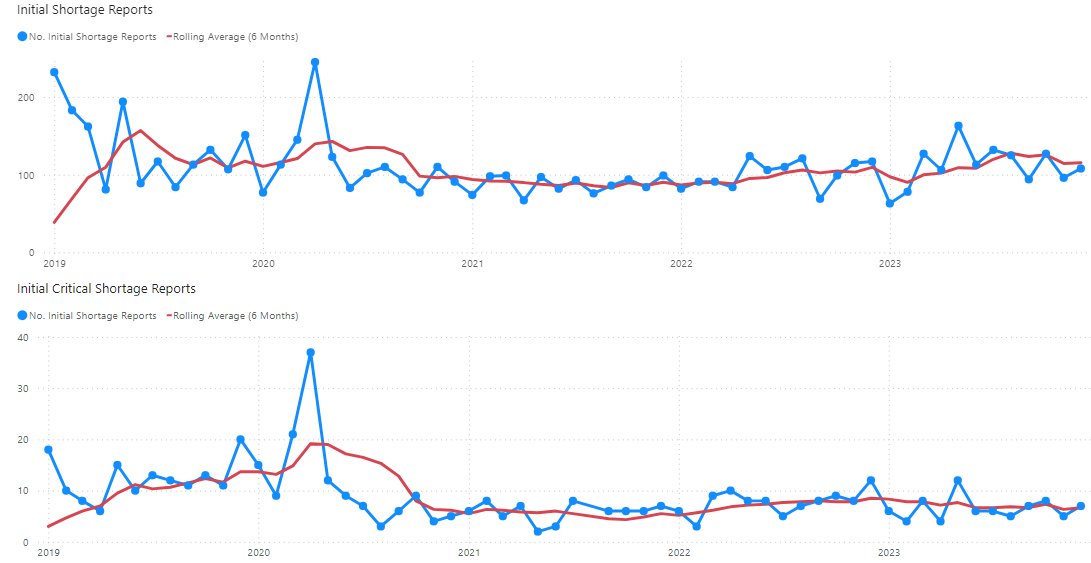 Initial Shortage Reports
No. Initial Shortage Reports Rolling Average (6 Months)
200
100
0
2019 2020 2021 2022 2023
Initial Critical Shortage Reports
No. Initial Shortage Reports Rolling Average (6 Months)
40
30
20
10
0
2019 2020 2021 2022 2023